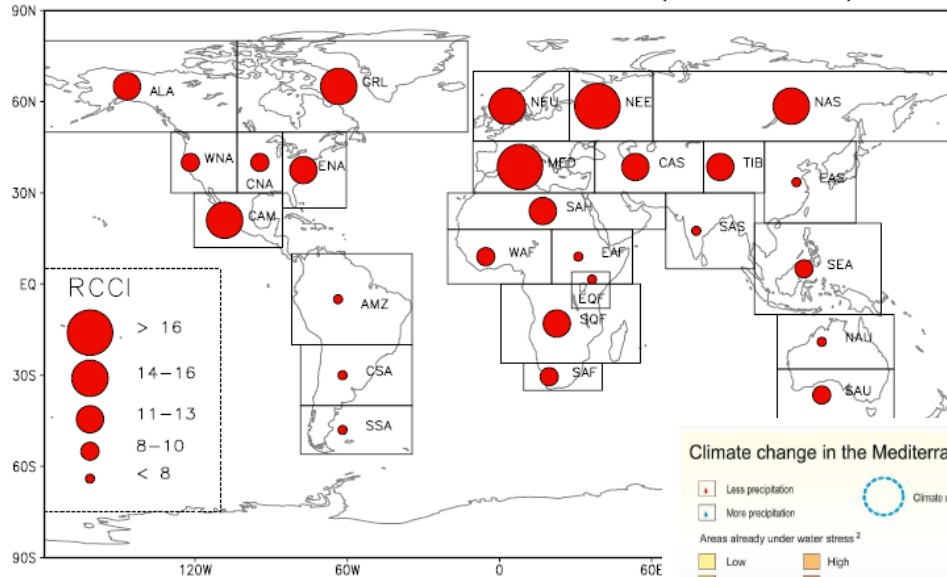 90N
60N
30N
EQ
30S
60S
90S
120W
60W
0
60E
ALA
GRL
NEU
NEE
NAS
WNA
CNA
ENA
MED
CAS
TIB
EAS
CAM
SAH
SAS
WAF
EAF
SEA
AMZ
EQF
SQF
NAU
CSA
SAF
SAU
SSA
RCCI
> 16
14-16
11-13
8-10
< 8
Climate change in the Mediterra
Less precipitation
More precipitation
Climate
Areas already under water stress 2
Low
High